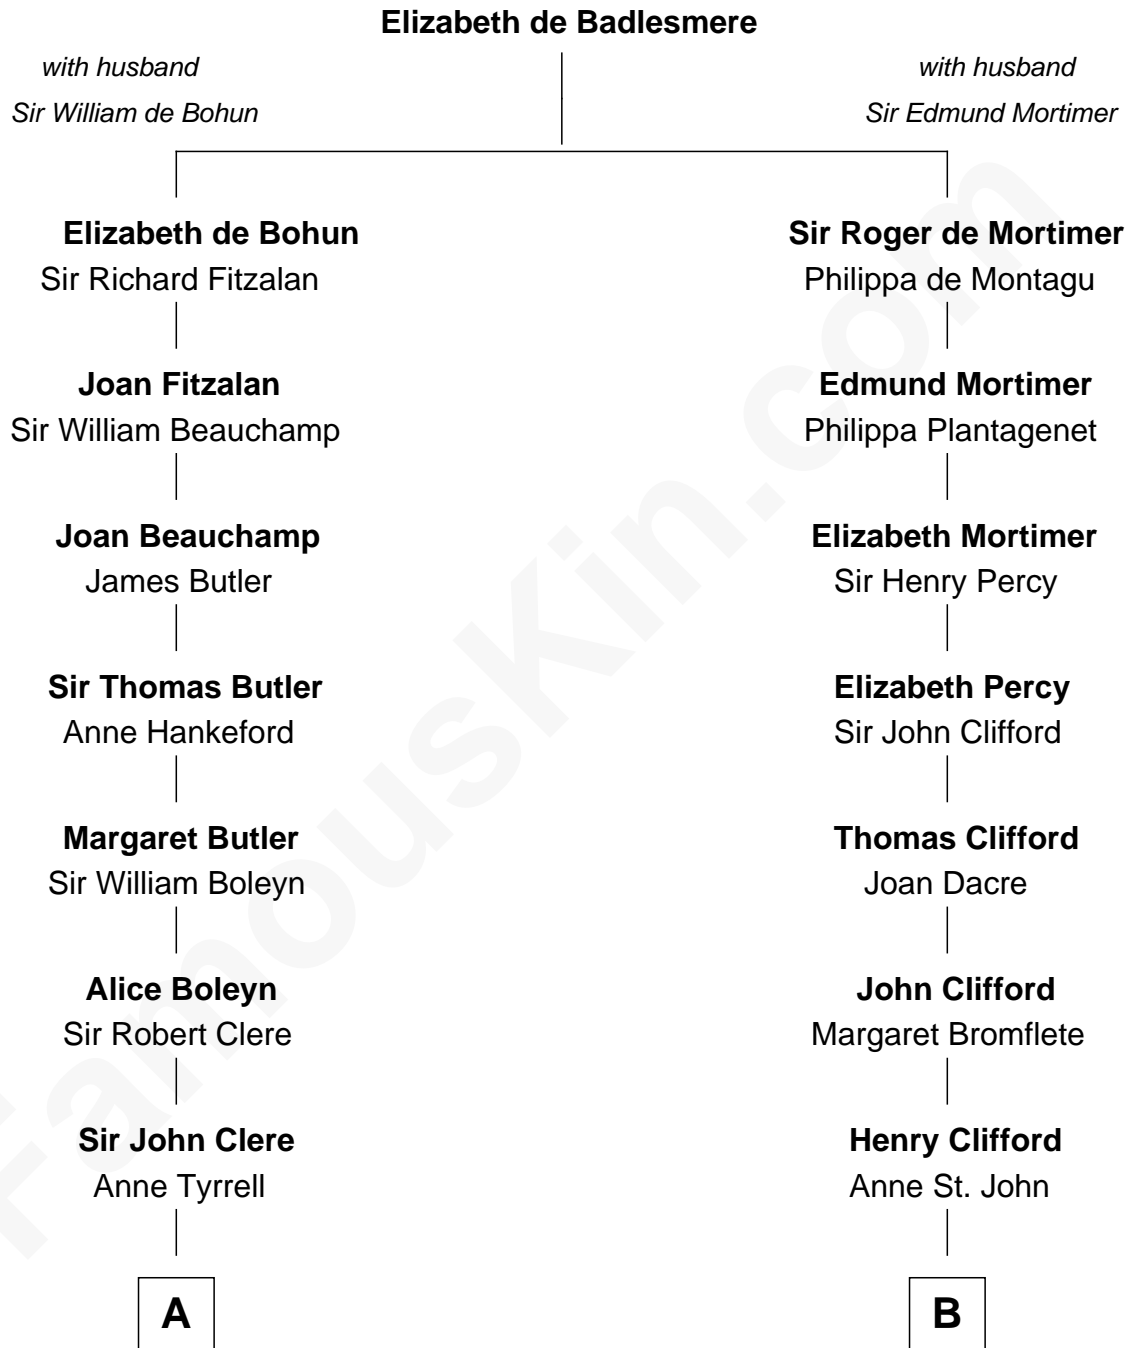 Elizabeth de Badlesmere
with husband
Sir William de Bohun
with husband
Sir Edmund Mortimer
Elizabeth de Bohun
Sir Richard Fitzalan
Joan Fitzalan
Sir William Beauchamp
Joan Beauchamp
James Butler
Sir Thomas Butler
Anne Hankeford
Margaret Butler
Sir William Boleyn
Alice Boleyn
Sir Robert Clere
Sir John Clere
Anne Tyrrell
A
Sir Roger de Mortimer
Philippa de Montagu
Edmund Mortimer
Philippa Plantagenet
Elizabeth Mortimer
Sir Henry Percy
Elizabeth Percy
Sir John Clifford
Thomas Clifford
Joan Dacre
John Clifford
Margaret Bromflete
Henry Clifford
Anne St. John
B
FamousKin.com